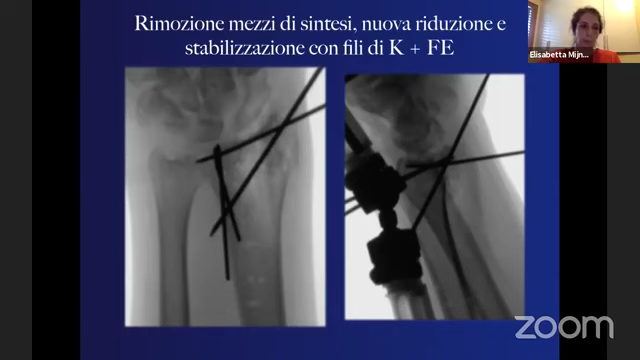 Rimozione mezzi di sintesi, nuova riduzione e
stabilizzazione con fili di K + FE
Elisabetta Mijn...
zoom